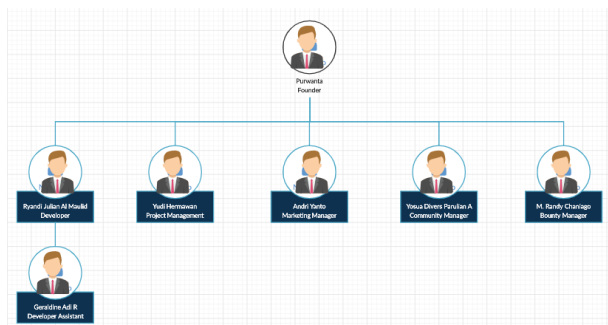 Purwanta
Founder
Ryandi Julian Al Maulid
Developer
Yudi Hermawan
Project Management
Andri Yanto
Marketing Manager
Yosua Divers Parulian A
Community Manager
M. Randy Chaniago
Bounty Manager
Geraldine Adi R
Developer Assistant